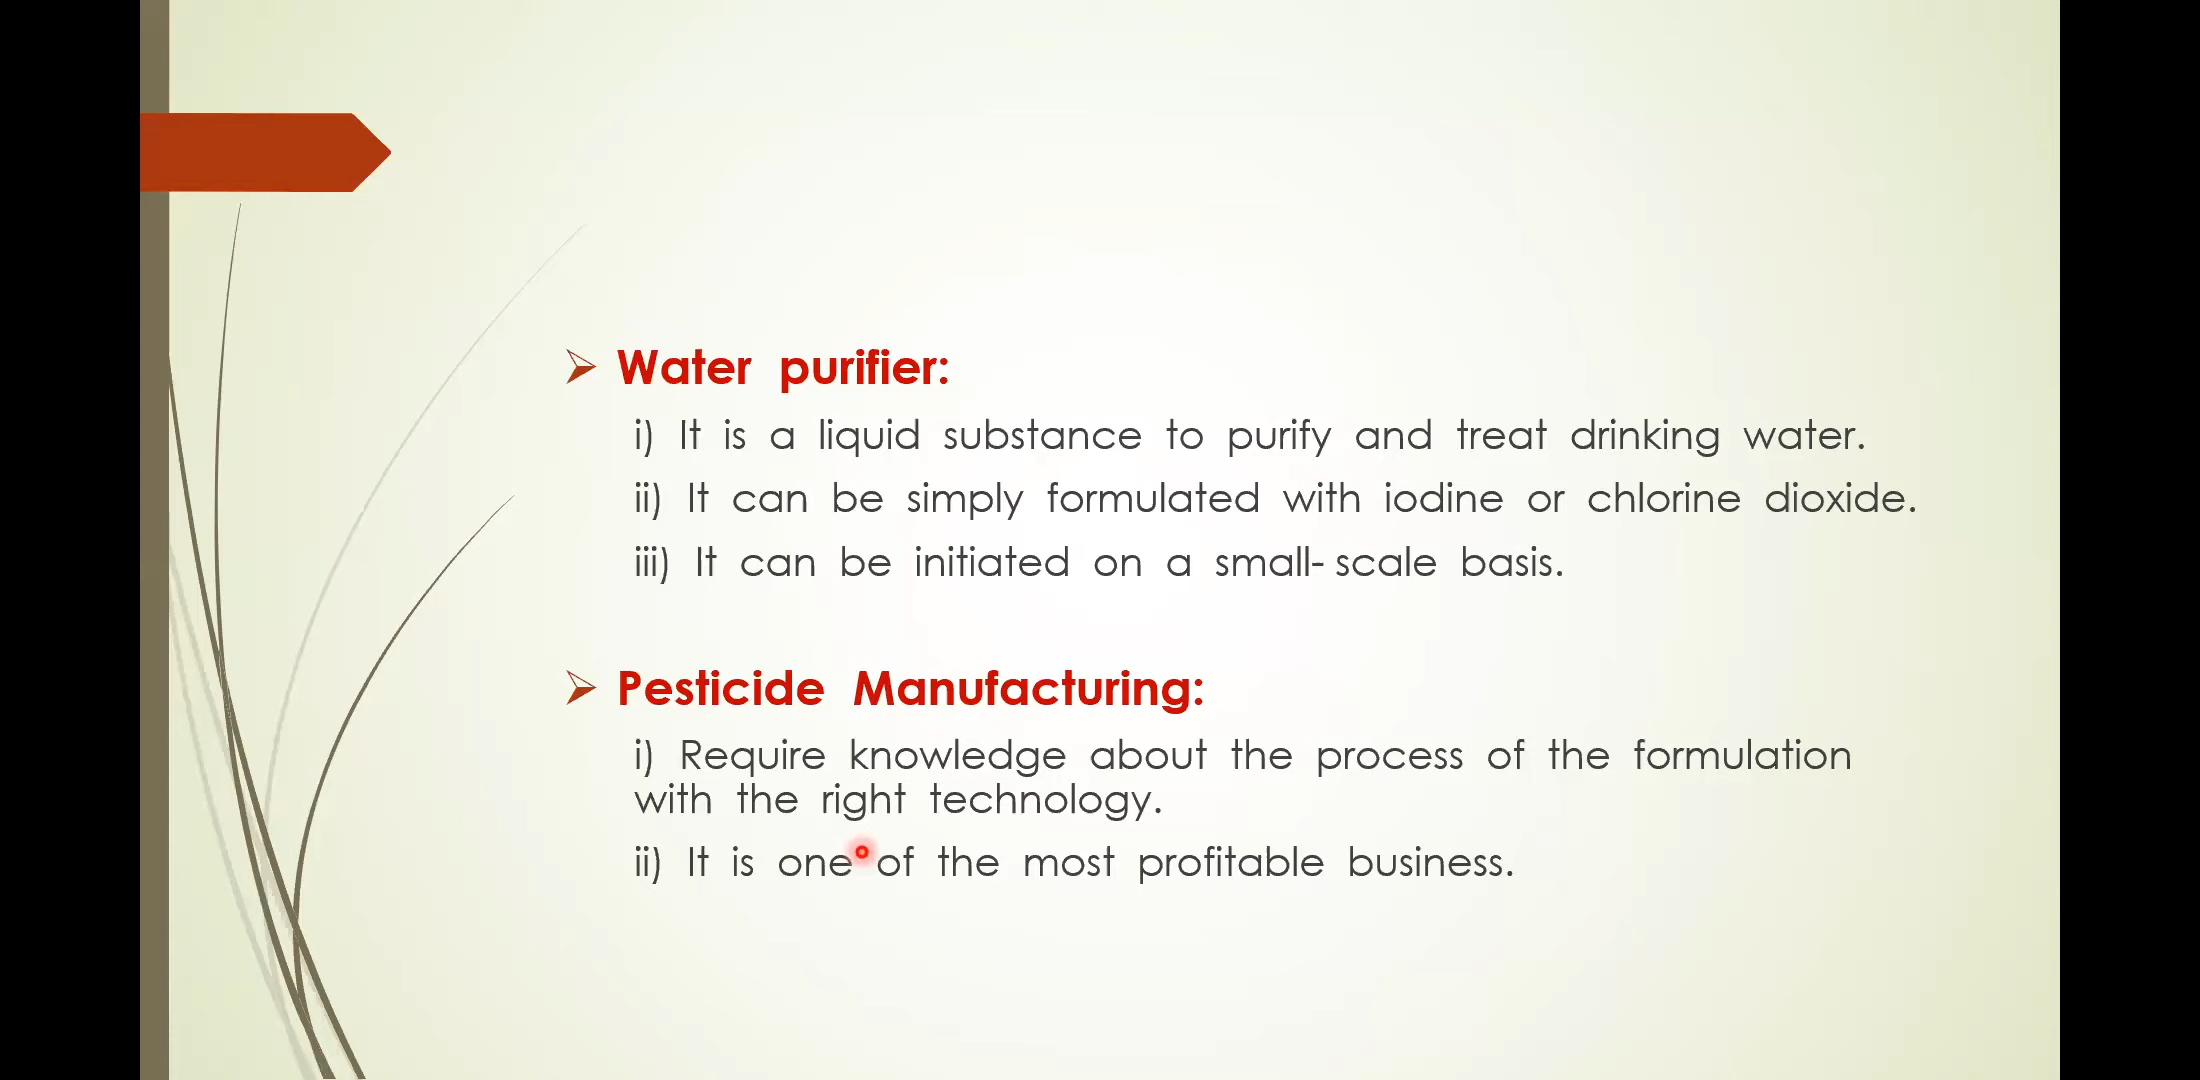 Water purifier:
i) It is a liquid substance to purify and treat drinking water.
ii) It can be simply formulated with iodine or chlorine dioxide.
iii) It can be initiated on a small- scale basis.
Pesticide Manufacturing:
i) Require knowledge about the process of the formulation
with the right technology.
ii) It is one of the most profitable business.